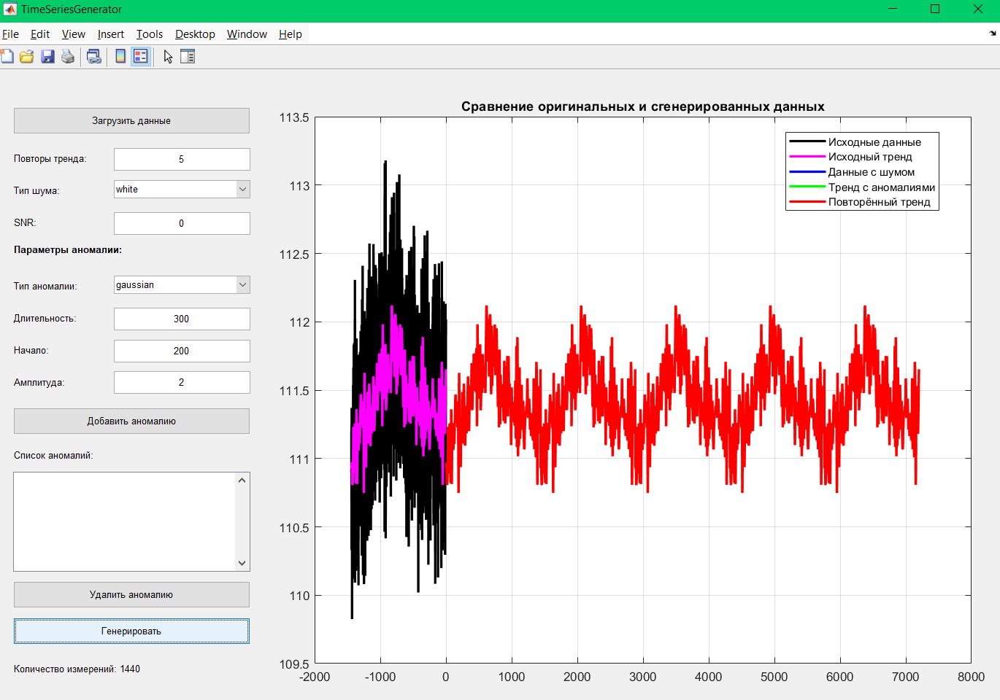 TimeSeriesGenerator
File Edit View Insert Tools Desktop Window Help
Загрузить данные
Повторы тренда:
5
Тип шума:
white
SNR:
0
Параметры аномалии:
Тип аномалии:
gaussian
Длительность:
300
Начало:
200
Амплитуда:
2
Добавить аномалию
Список аномалий:
Удалить аномалию
Генерировать
Количество измерений: 1440
Сравнение оригинальных и сгенерированных данных
113.5
113
112.5
112
111.5
111
110.5
110
109.5
-2000 -1000 0 1000 2000 3000 4000 5000 6000 7000 8000
Исходные данные
Исходный тренд
Данные с шумом
Тренд с аномалиями
Повторённый тренд